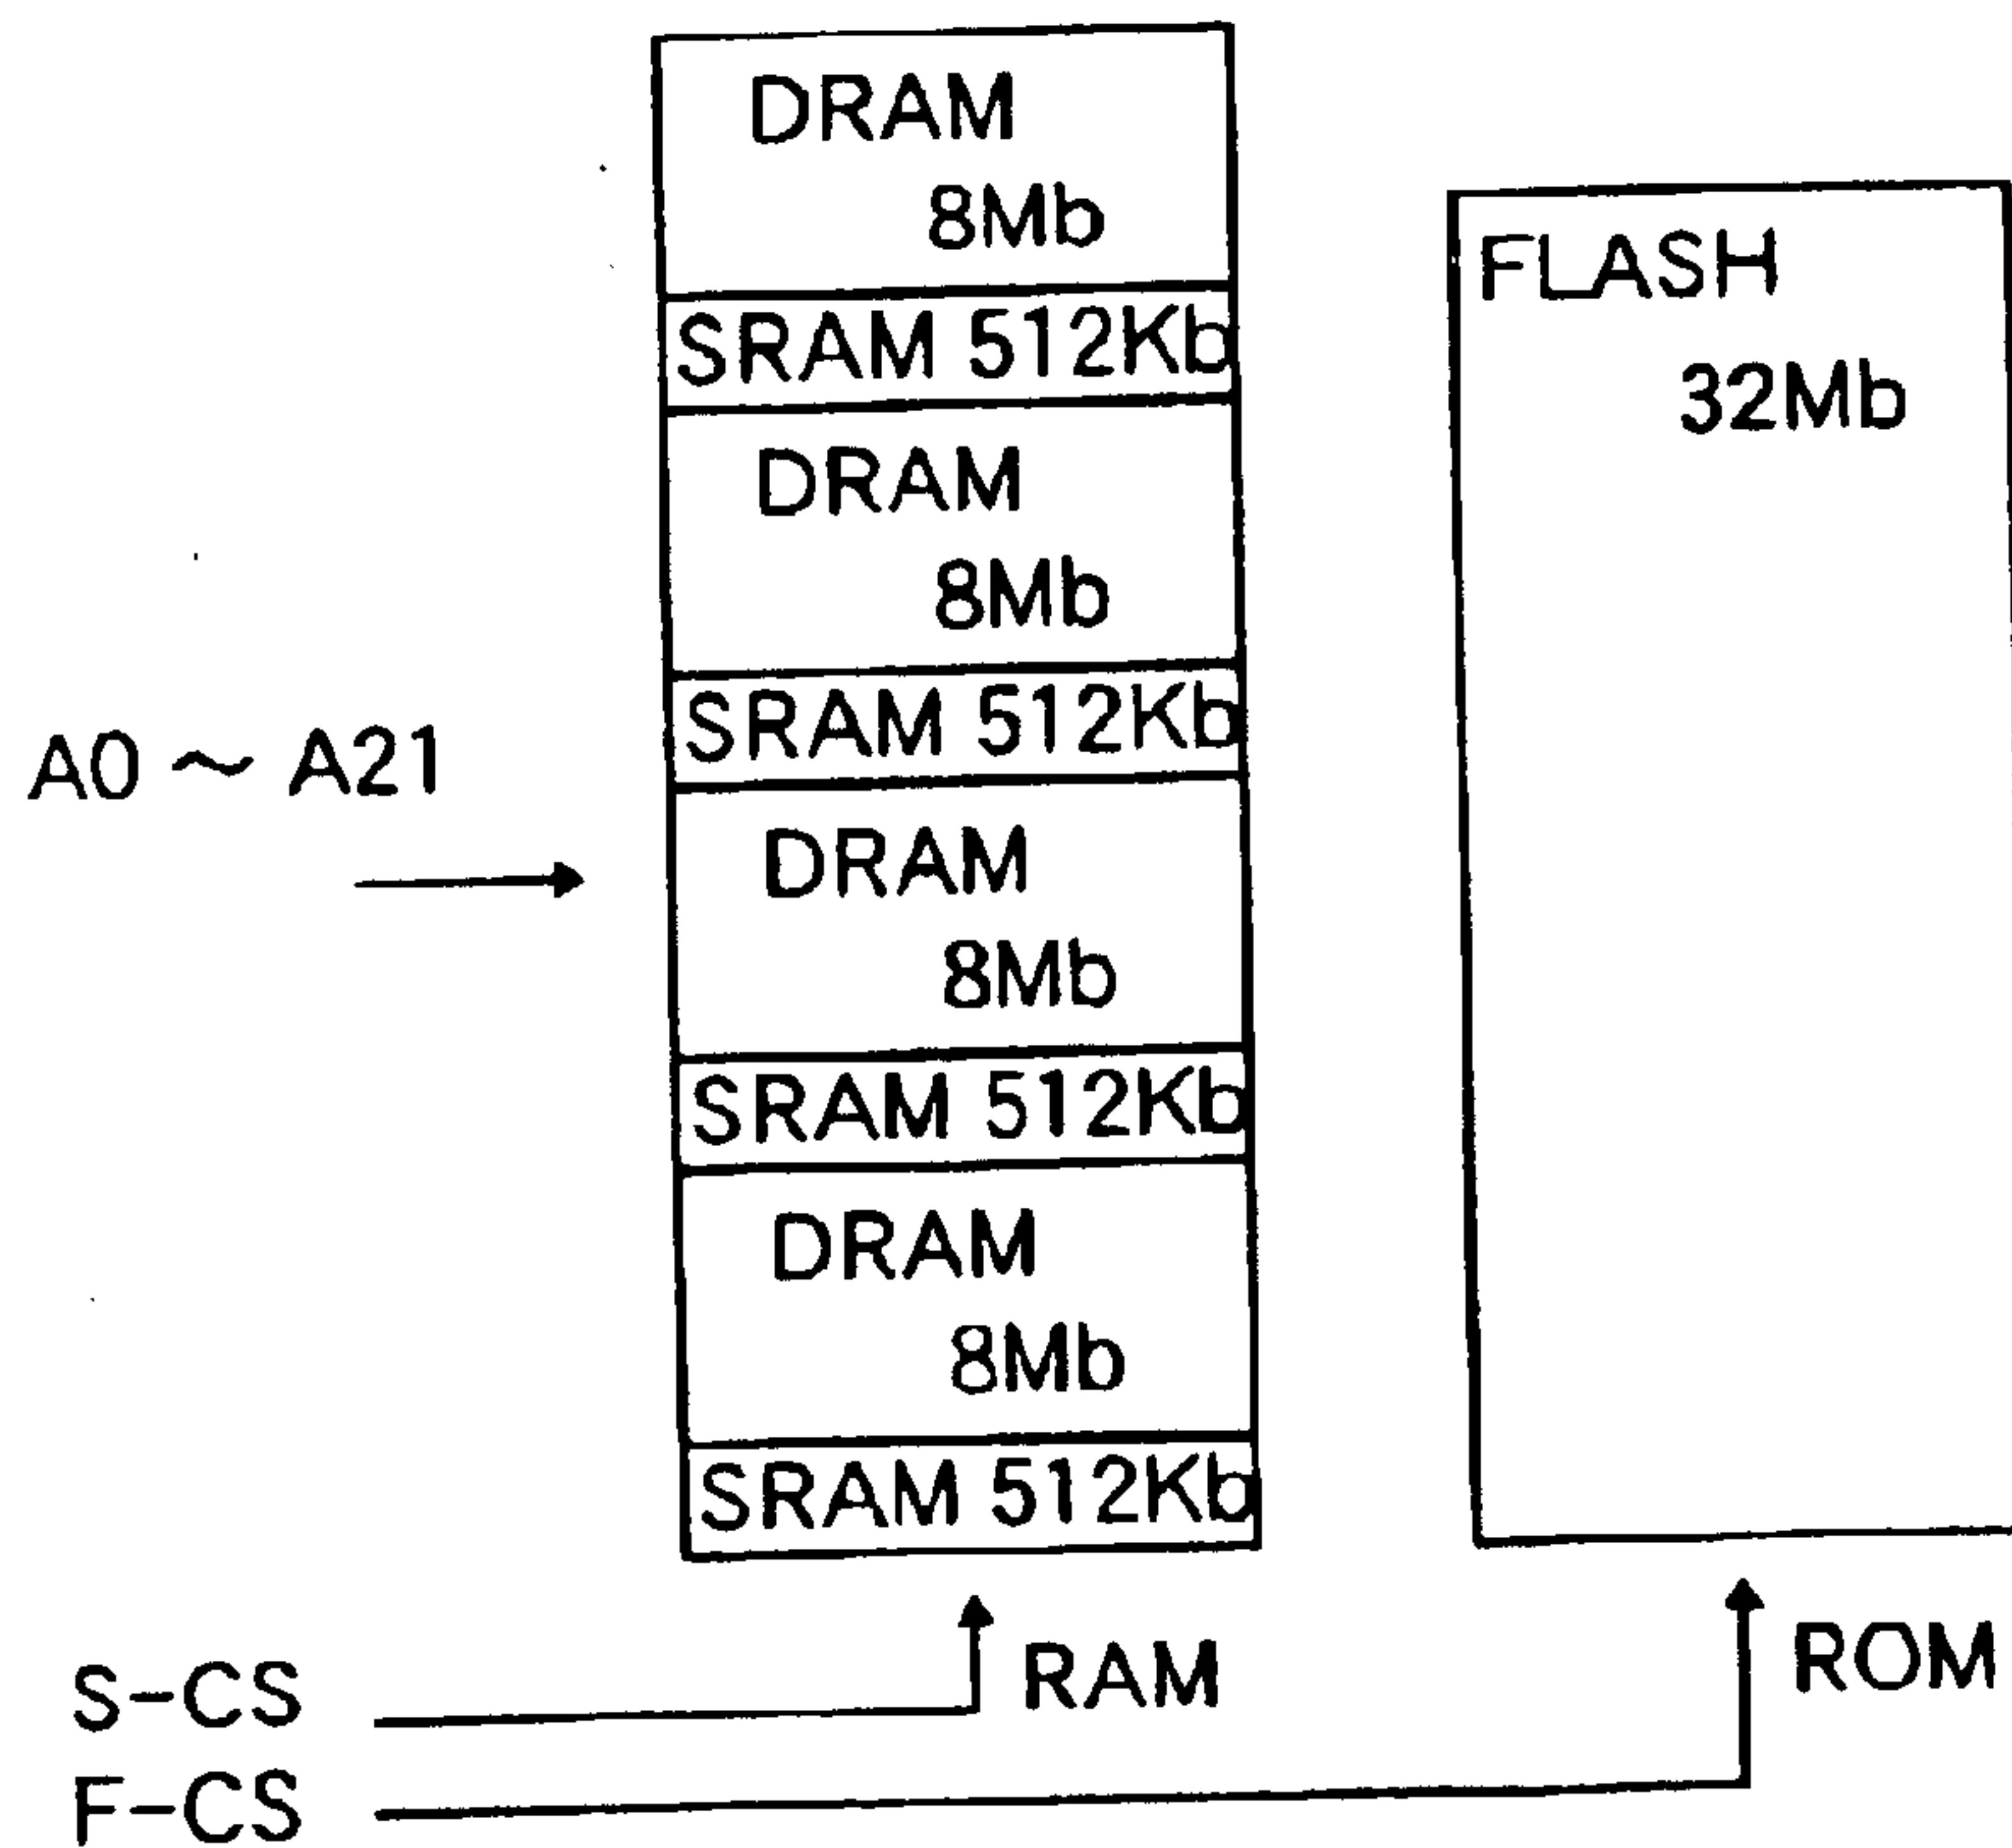 DRAM
8Mb
SRAM 512Kb
DRAM
8Mb
SRAM 512Kb
DRAM
8Mb
SRAM 512Kb
DRAM
8Mb
SRAM 512Kb
FLASH
32Mb
A0 ~ A21
S-CS
RAM
F-CS
ROM